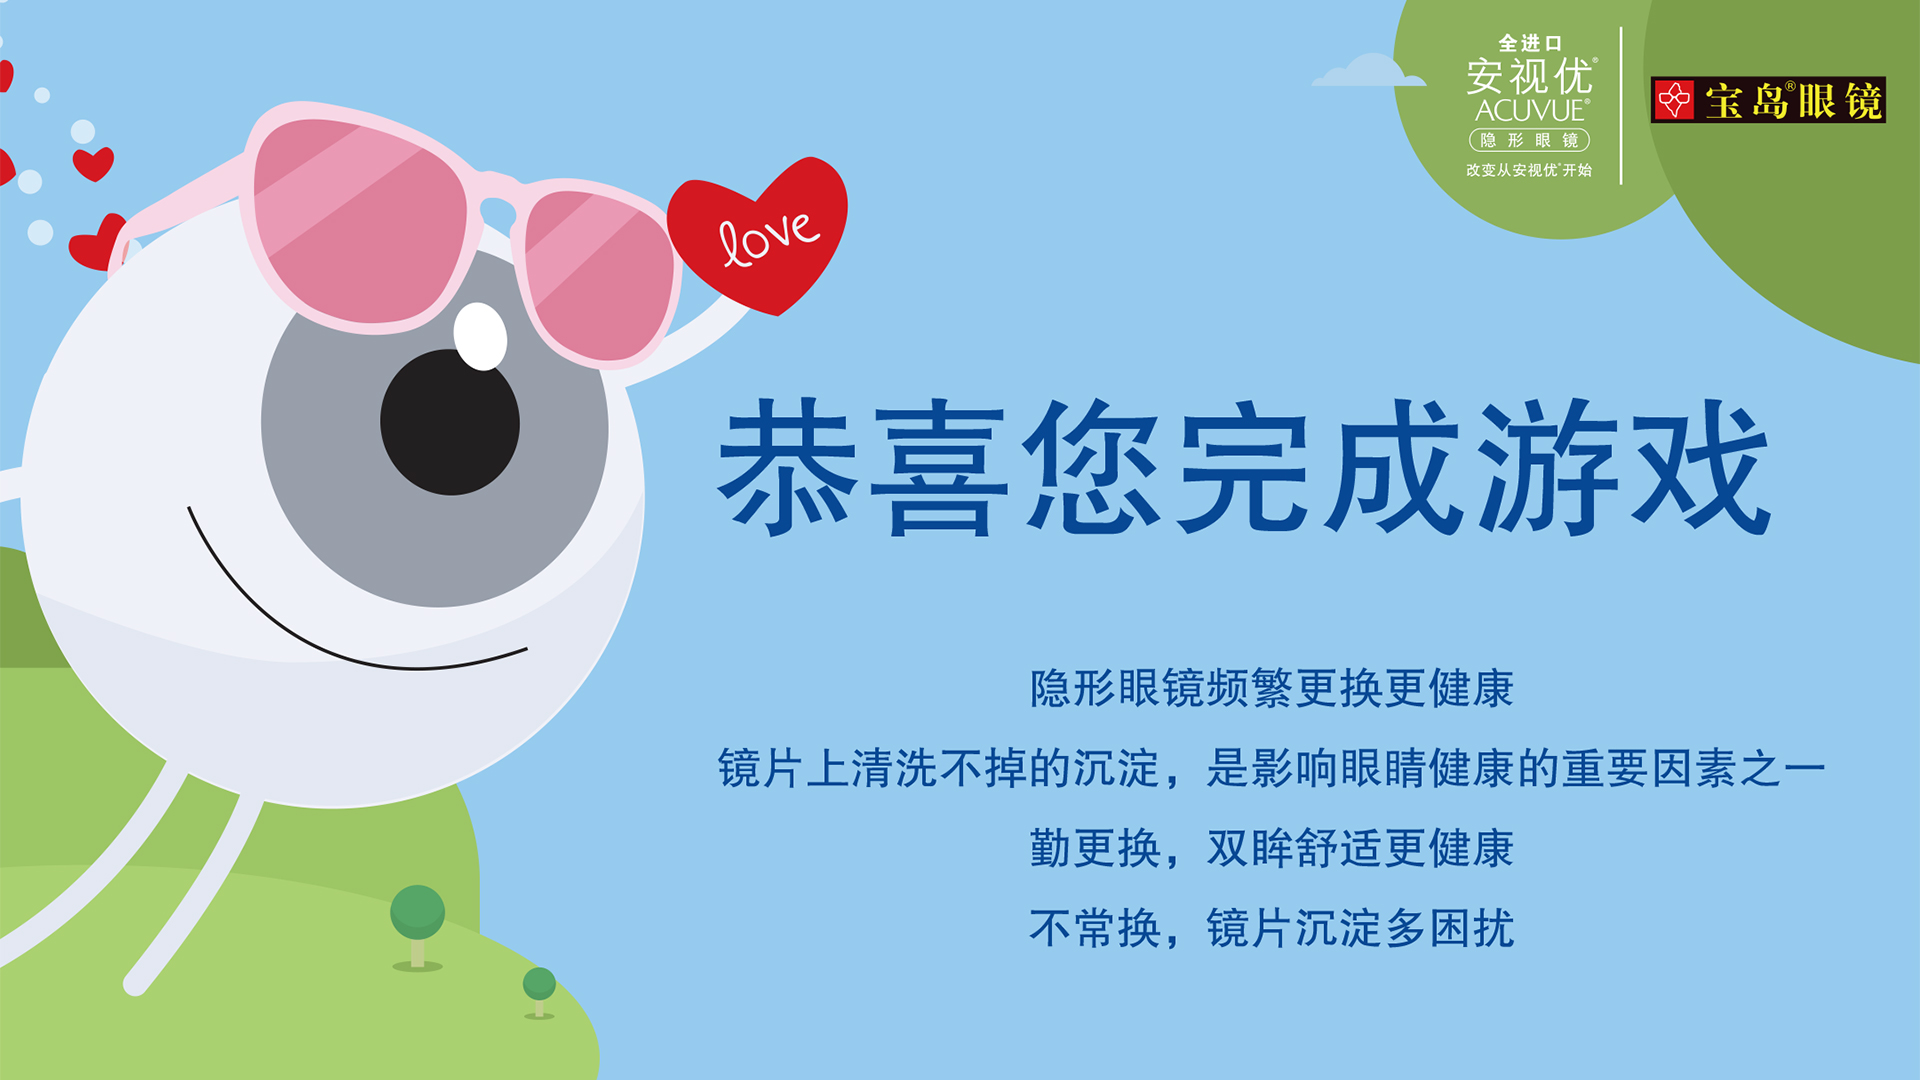 全进口
安视优®
ACUVUE®
隐形眼镜
改变从安视优®开始
宝岛®眼镜
love
恭喜您完成游戏
隐形眼镜频繁更换更健康
镜片上清洗不掉的沉淀，是影响眼睛健康的重要因素之一
勤更换，双眸舒适更健康
不常换，镜片沉淀多困扰